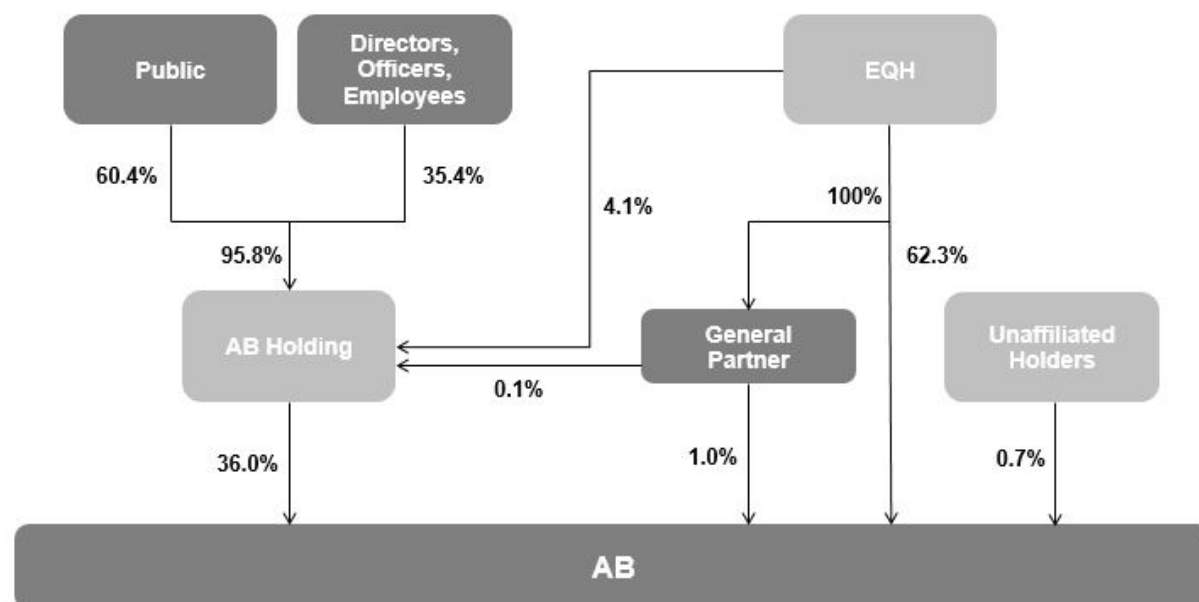 Public
Directors,
Officers,
Employees
EQH
60.4%
35.4%
4.1%
100%
95.8%
62.3%
AB Holding
General
Partner
Unaffiliated
Holders
0.1%
36.0%
1.0%
0.7%
AB